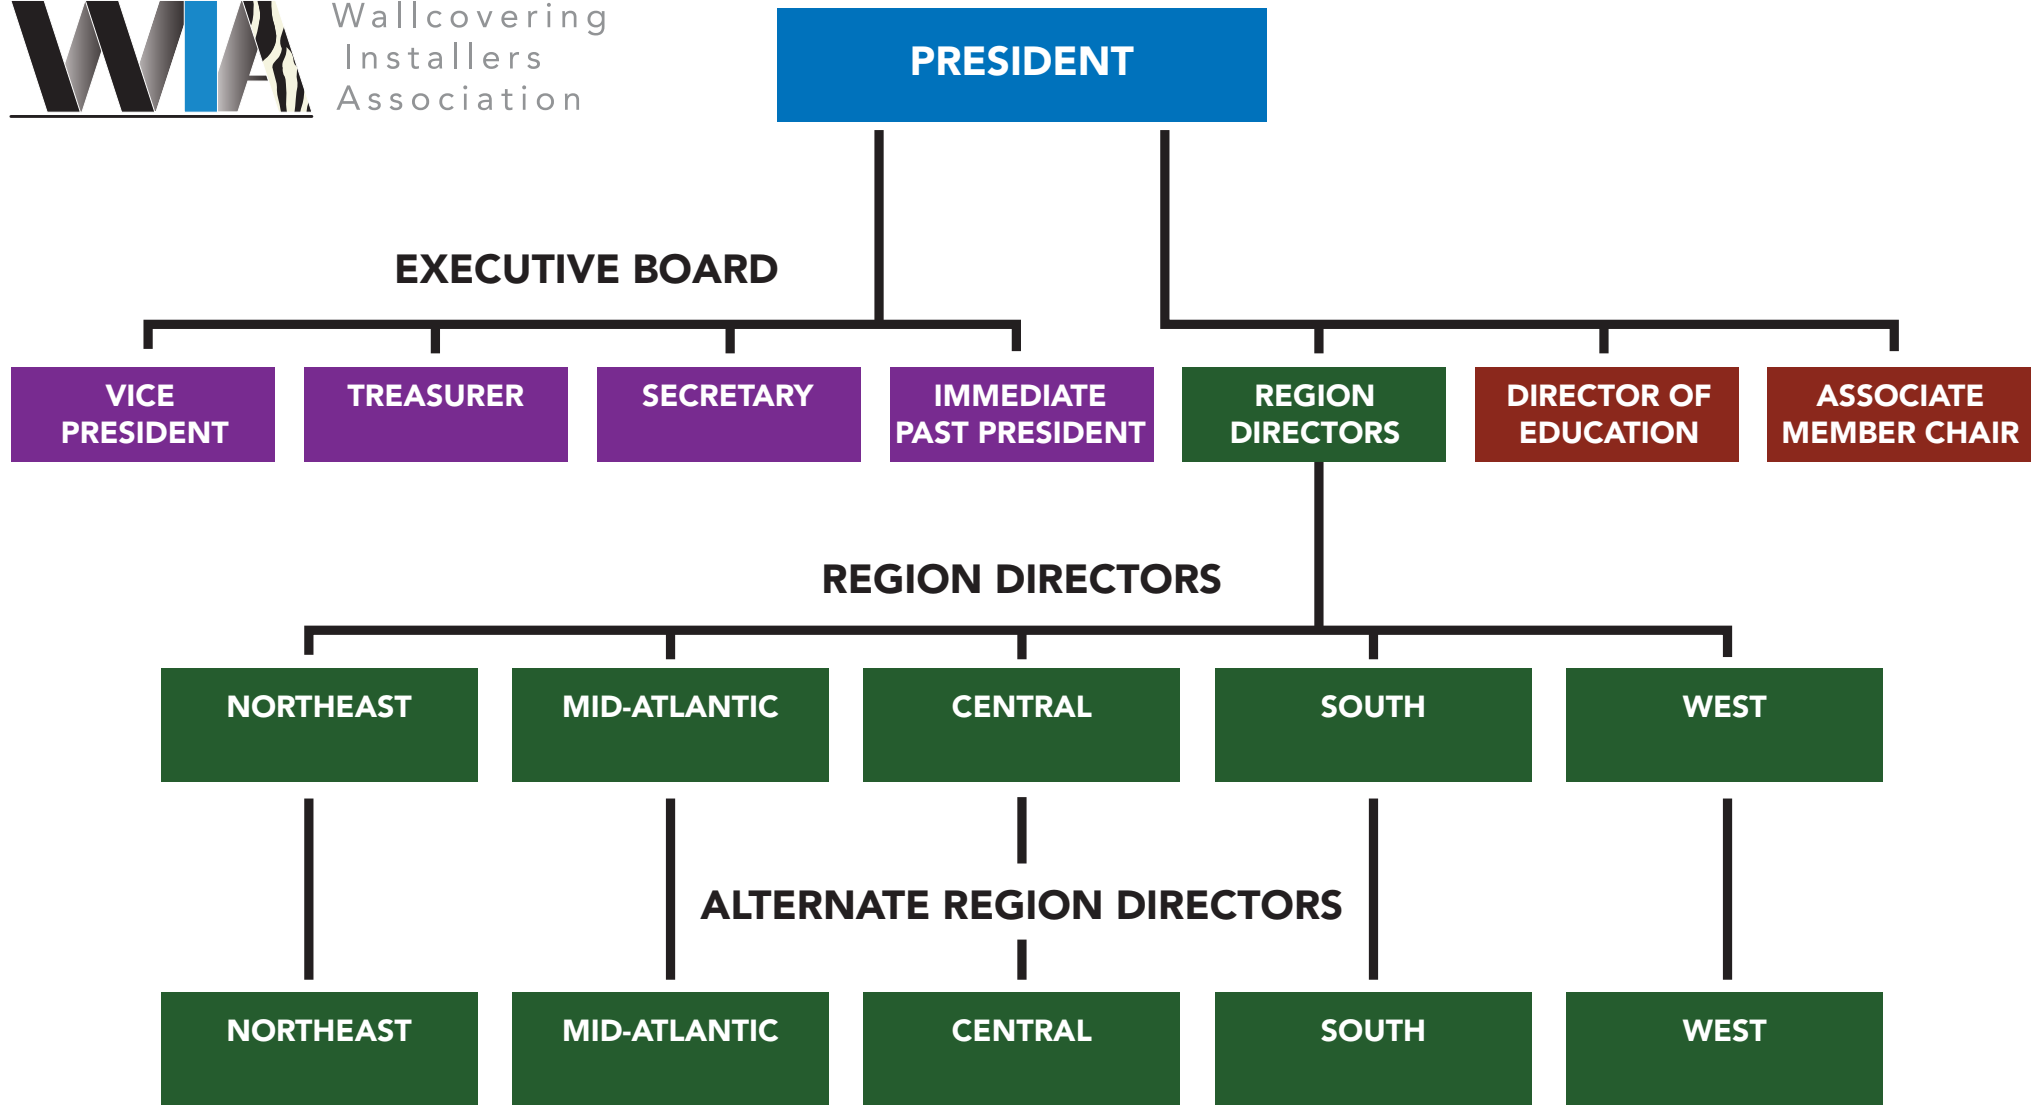 WIA
Wallcovering
Installers
Association
PRESIDENT
EXECUTIVE BOARD
VICE
PRESIDENT
TREASURER
SECRETARY
IMMEDIATE
PAST PRESIDENT
REGION
DIRECTORS
DIRECTOR OF
EDUCATION
ASSOCIATE
MEMBER CHAIR
REGION DIRECTORS
NORTHEAST
MID-ATLANTIC
CENTRAL
SOUTH
WEST
ALTERNATE REGION DIRECTORS
NORTHEAST
MID-ATLANTIC
CENTRAL
SOUTH
WEST